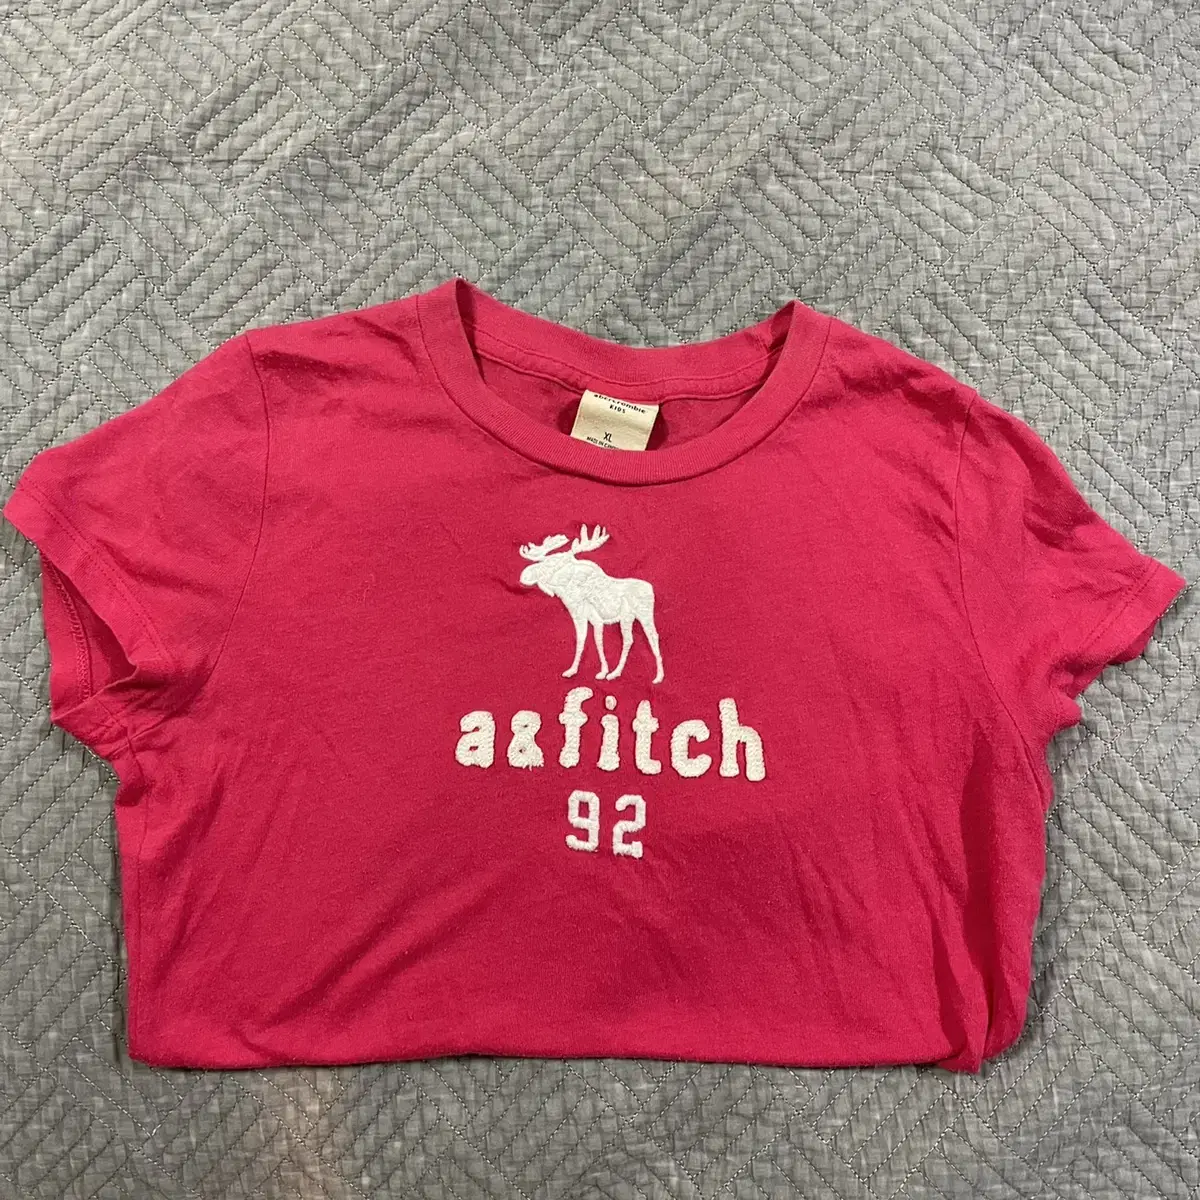 abercrombie
KIDS
XL
a&fitch
92